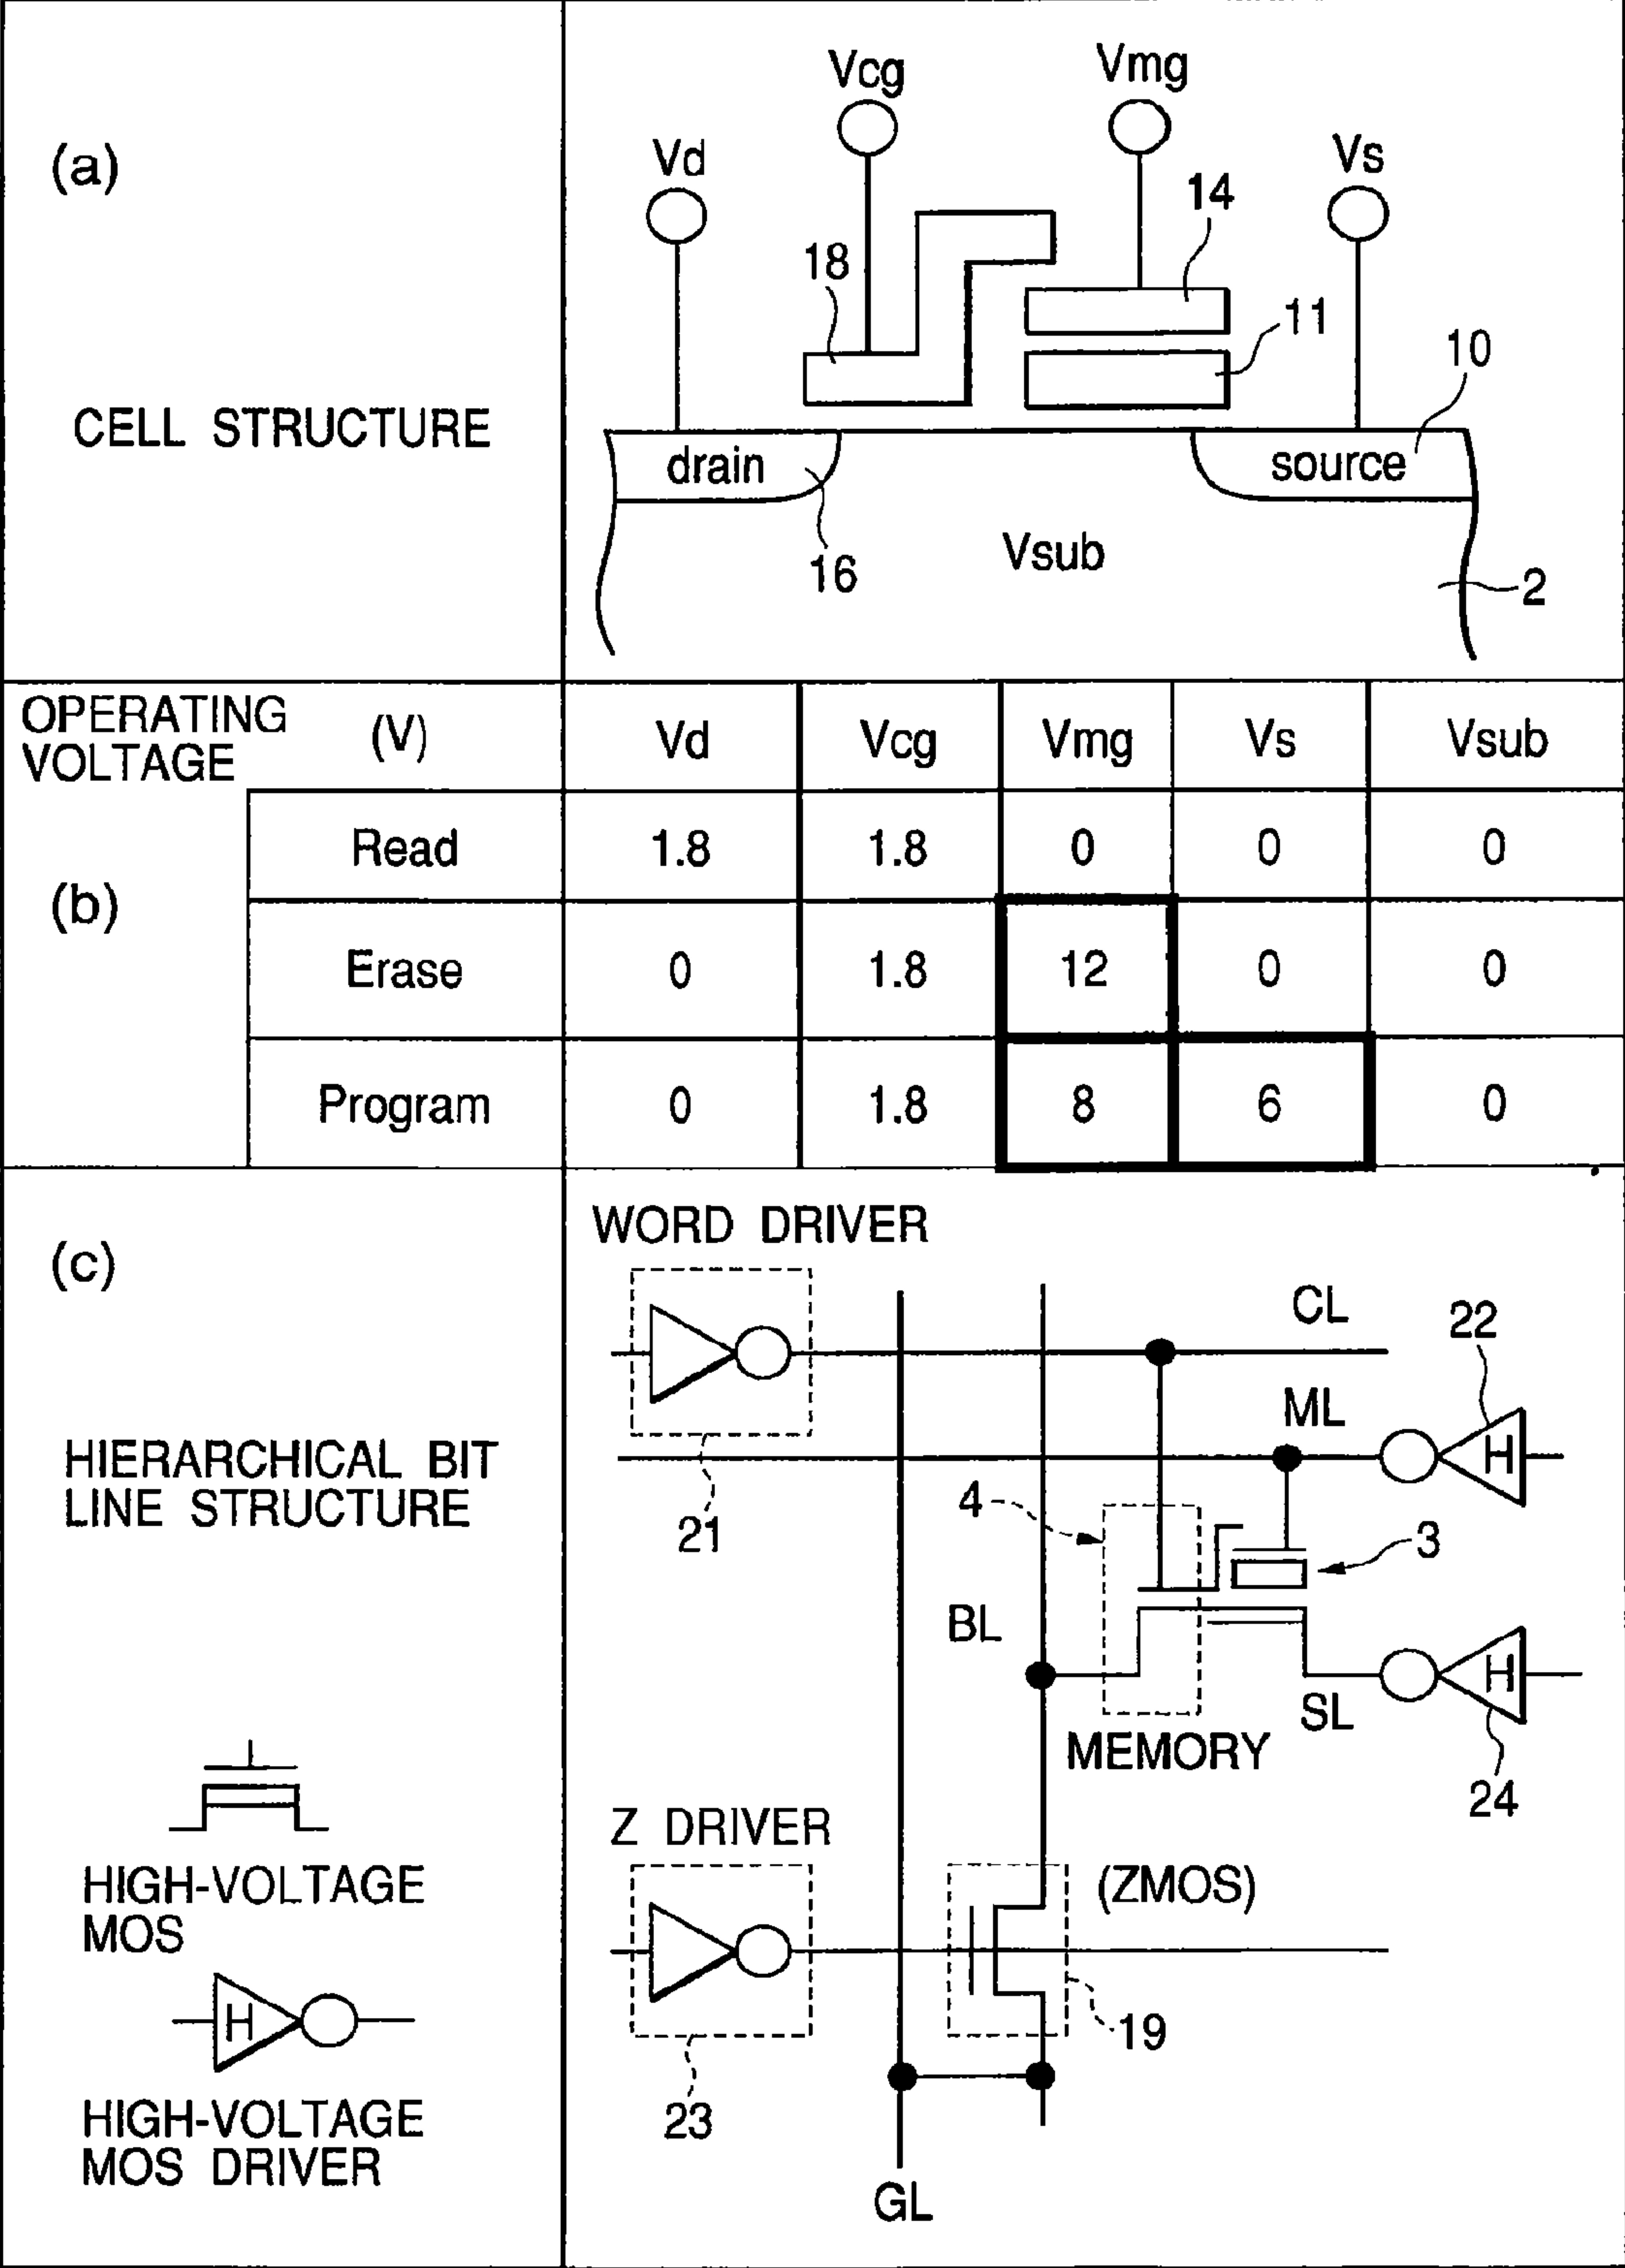 (a)
CELL STRUCTURE
Vd
Vcg
Vmg
Vs
18
14
11
10
drain
source
16
Vsub
2
OPERATING
VOLTAGE
(V) Vd Vcg Vmg Vs Vsub
(b)
Read 1.8 1.8 0 0 0
Erase 0 1.8 12 0 0
Program 0 1.8 8 6 0
(c)
HIERARCHICAL BIT
LINE STRUCTURE
HIGH-VOLTAGE
MOS
H
HIGH-VOLTAGE
MOS DRIVER
WORD DRIVER
21
CL
22
ML
H
4
3
BL
SL
H
MEMORY
24
Z DRIVER
(ZMOS)
23
19
GL